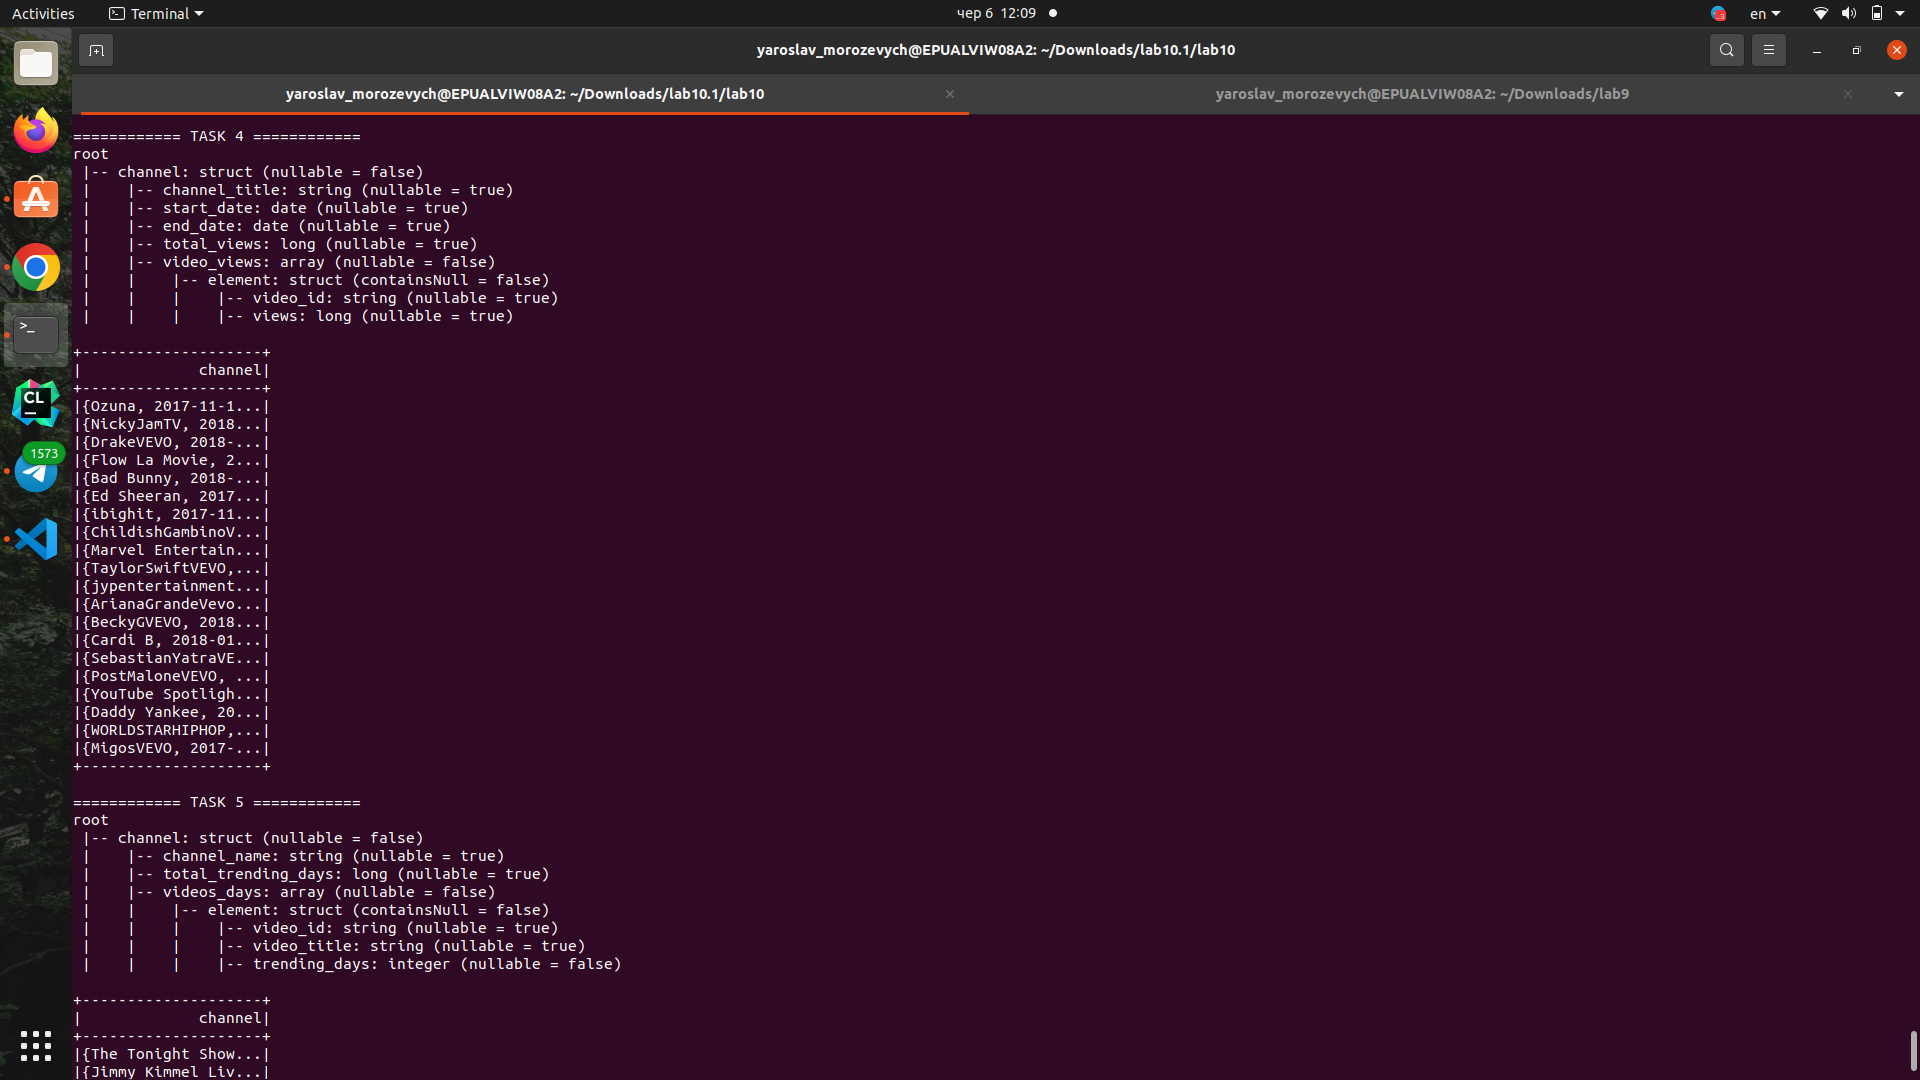 Activities
Terminal
чер 6 12:09
en
yaroslav_morozevych@EPUALVIW08A2: ~/Downloads/lab10.1/lab10
yaroslav_morozevych@EPUALVIW08A2: ~/Downloads/lab10.1/lab10
yaroslav_morozevych@EPUALVIW08A2: ~/Downloads/lab9
============ TASK 4 ============
root
 |-- channel: struct (nullable = false)
 |    |-- channel_title: string (nullable = true)
 |    |-- start_date: date (nullable = true)
 |    |-- end_date: date (nullable = true)
 |    |-- total_views: long (nullable = true)
 |    |-- video_views: array (nullable = false)
 |    |    |-- element: struct (containsNull = false)
 |    |    |    |-- video_id: string (nullable = true)
 |    |    |    |-- views: long (nullable = true)
+--------------------+
|             channel|
+--------------------+
|{Ozuna, 2017-11-1...|
|{NickyJamTV, 2018...|
|{DrakeVEVO, 2018-...|
|{Flow La Movie, 2...|
|{Bad Bunny, 2018-...|
|{Ed Sheeran, 2017...|
|{ibighit, 2017-11...|
|{ChildishGambinoV...|
|{Marvel Entertain...|
|{TaylorSwiftVEVO,...|
|{jypentertainment...|
|{ArianaGrandeVevo...|
|{BeckyGVEVO, 2018...|
|{Cardi B, 2018-01...|
|{SebastianYatraVE...|
|{PostMaloneVEVO, ...|
|{YouTube Spotligh...|
|{Daddy Yankee, 20...|
|{WORLDSTARHIPHOP,...|
|{MigosVEVO, 2017-...|
+--------------------+
============ TASK 5 ============
root
 |-- channel: struct (nullable = false)
 |    |-- channel_name: string (nullable = true)
 |    |-- total_trending_days: long (nullable = true)
 |    |-- videos_days: array (nullable = false)
 |    |    |-- element: struct (containsNull = false)
 |    |    |    |-- video_id: string (nullable = true)
 |    |    |    |-- video_title: string (nullable = true)
 |    |    |    |-- trending_days: integer (nullable = false)
+--------------------+
|             channel|
+--------------------+
|{The Tonight Show...|
|{Jimmy Kimmel Liv...|
CL
1573